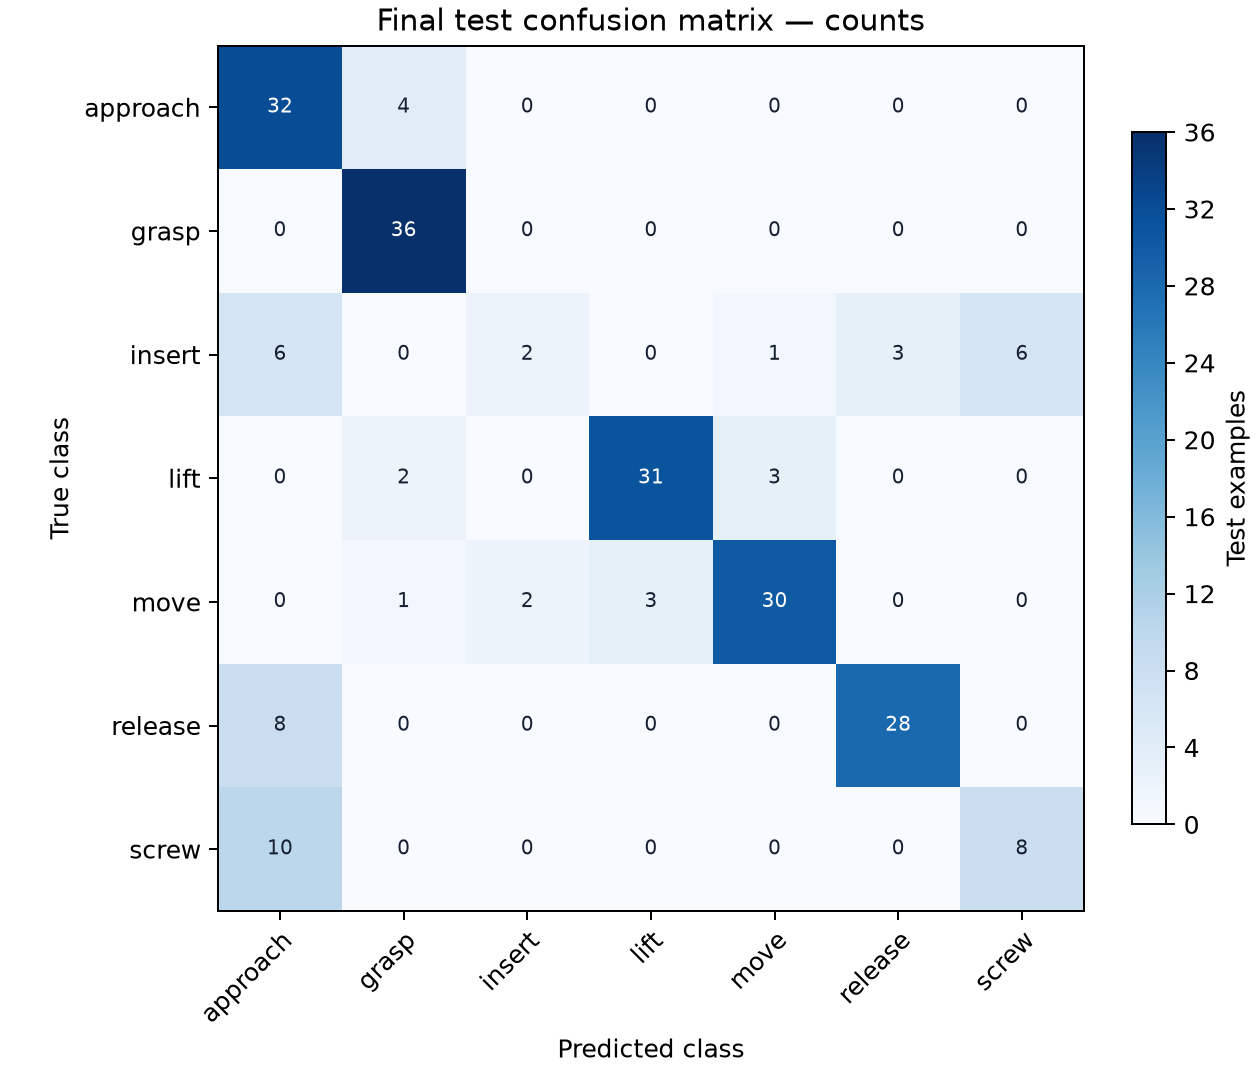 Final test confusion matrix — counts
approach 32 4 0 0 0 0 0
grasp 0 36 0 0 0 0 0
insert 6 0 2 0 1 3 6
lift 0 2 0 31 3 0 0
move 0 1 2 3 30 0 0
release 8 0 0 0 0 28 0
screw 10 0 0 0 0 0 8
approach grasp insert lift move release screw
Predicted class
True class
36
32
28
24
20
16
12
8
4
0
Test examples